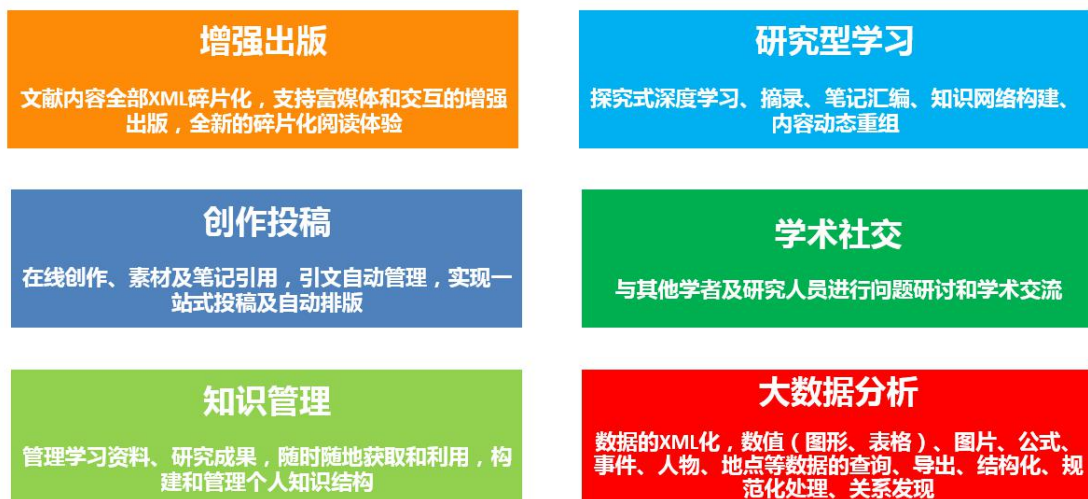 增强出版
文献内容全部XML碎片化，支持富媒体和交互的增强
出版，全新的碎片化阅读体验
研究型学习
探究式深度学习、摘录、笔记汇编、知识网络构建、
内容动态重组
创作投稿
在线创作、素材及笔记引用，引文自动管理，实现一
站式投稿及自动排版
学术社交
与其他学者及研究人员进行问题研讨和学术交流
知识管理
管理学习资料、研究成果，随时随地获取和利用，构
建和管理个人知识结构
大数据分析
数据的XML化，数值（图形、表格）、图片、公式、
事件、人物、地点等数据的查询、导出、结构化、规
范化处理、关系发现